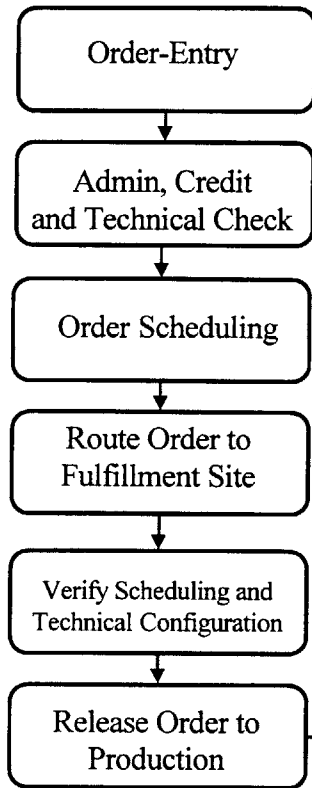 Order-Entry
Admin, Credit
and Technical Check
Order Scheduling
Route Order to
Fulfillment Site
Verify Scheduling and
Technical Configuration
Release Order to
Production